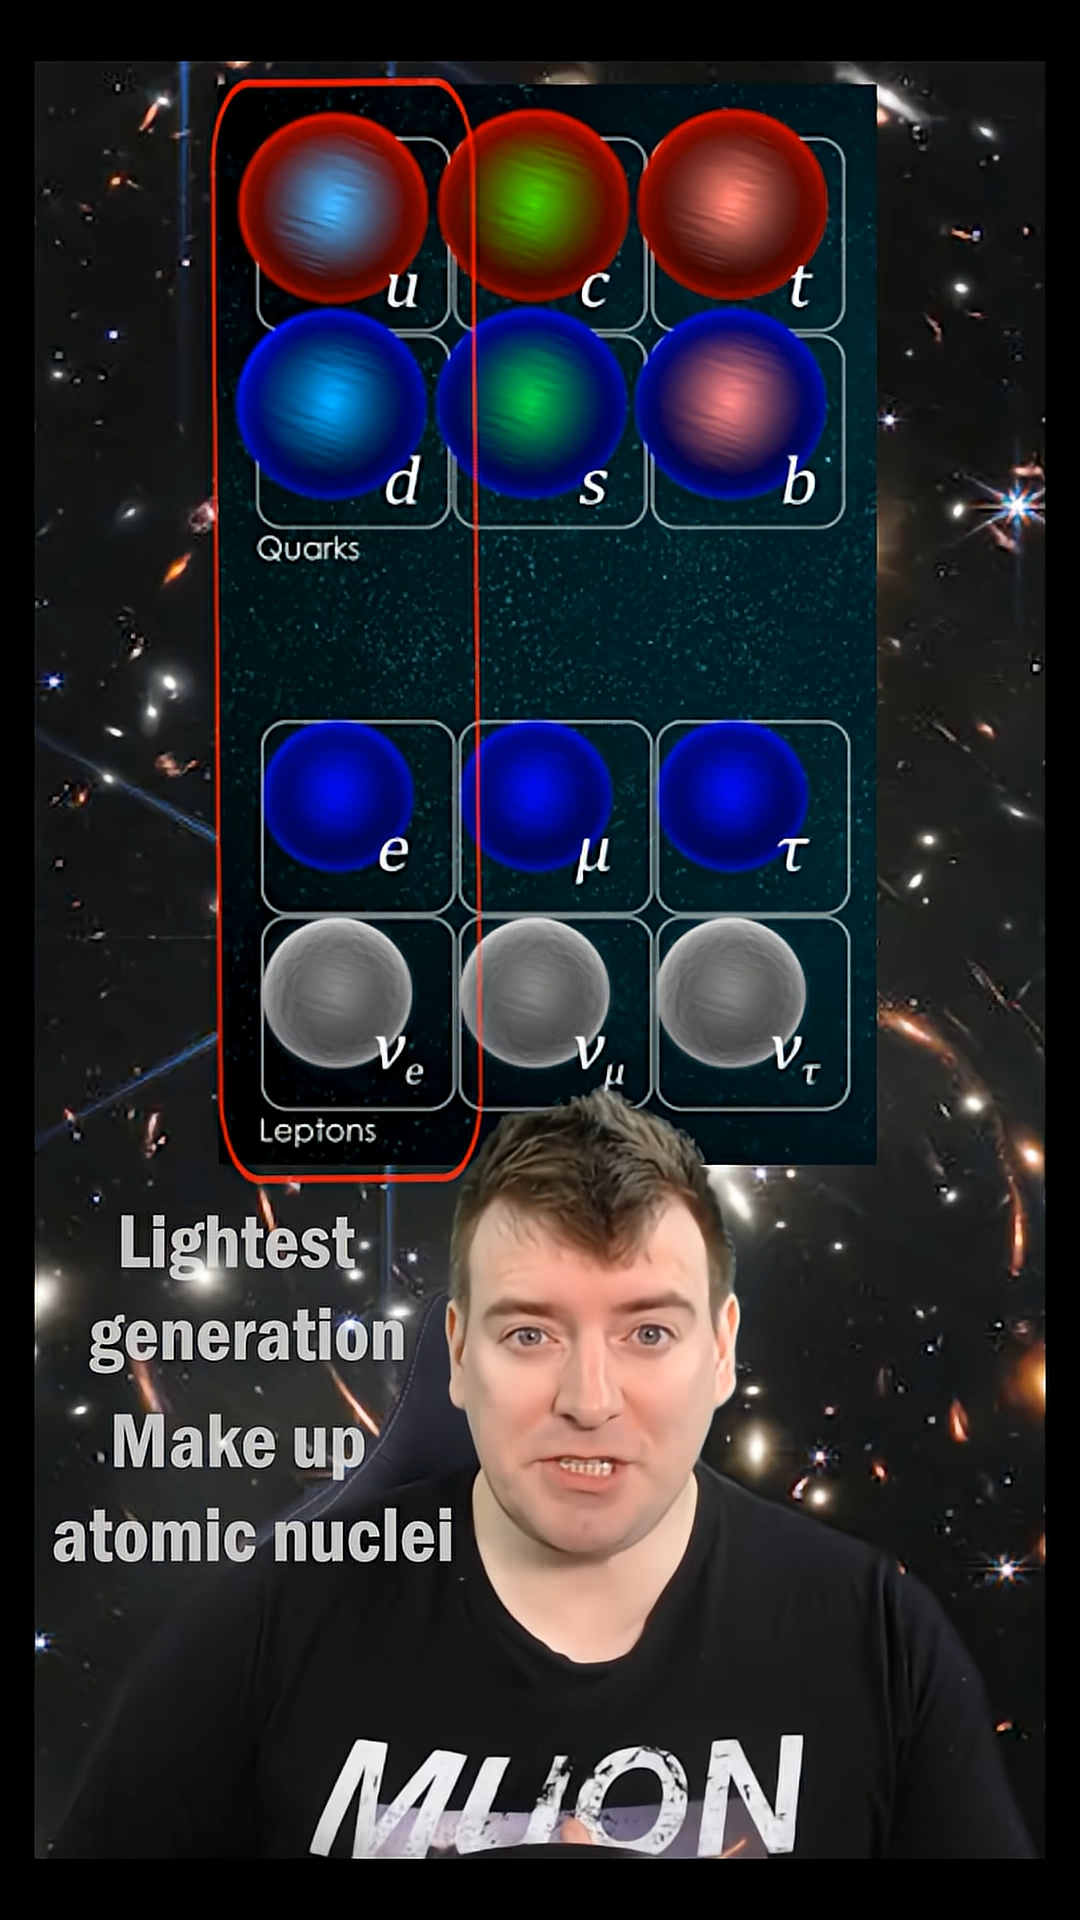 u c t
d s b
Quarks
e μ τ
νe νμ ντ
Leptons
Lightest
generation
Make up
atomic nuclei
MUON